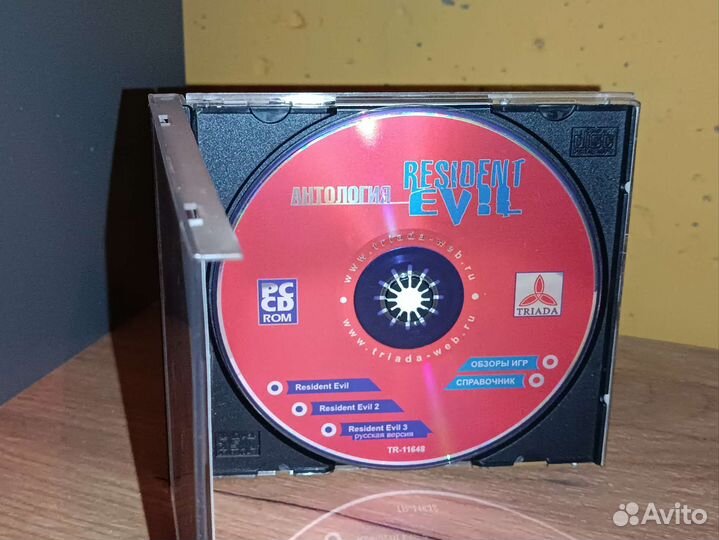 АНТОЛОГИЯ RESIDENT
EVIL
www.triada-web.ru
PC
CD
ROM
TRIADA
www.triada-web.ru
ОБЗОРЫ ИГР
СПРАВОЧНИК
Resident Evil
Resident Evil 2
Resident Evil 3
русская версия
TR-11648
Avito